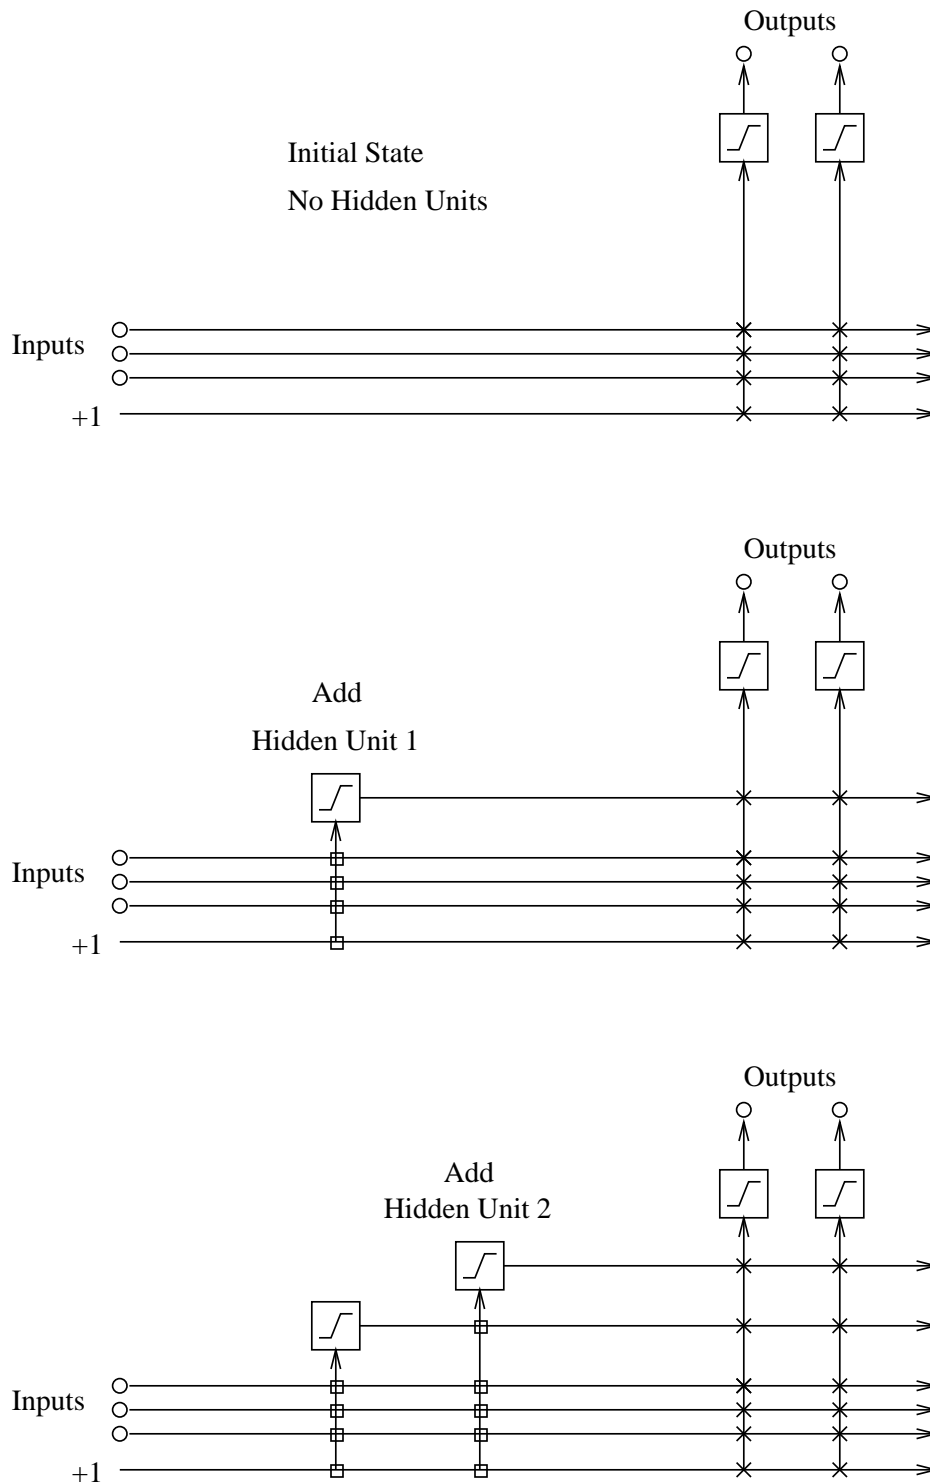 Outputs
Initial State
No Hidden Units
Inputs
+1
Outputs
Add
Hidden Unit 1
Inputs
+1
Outputs
Add
Hidden Unit 2
Inputs
+1